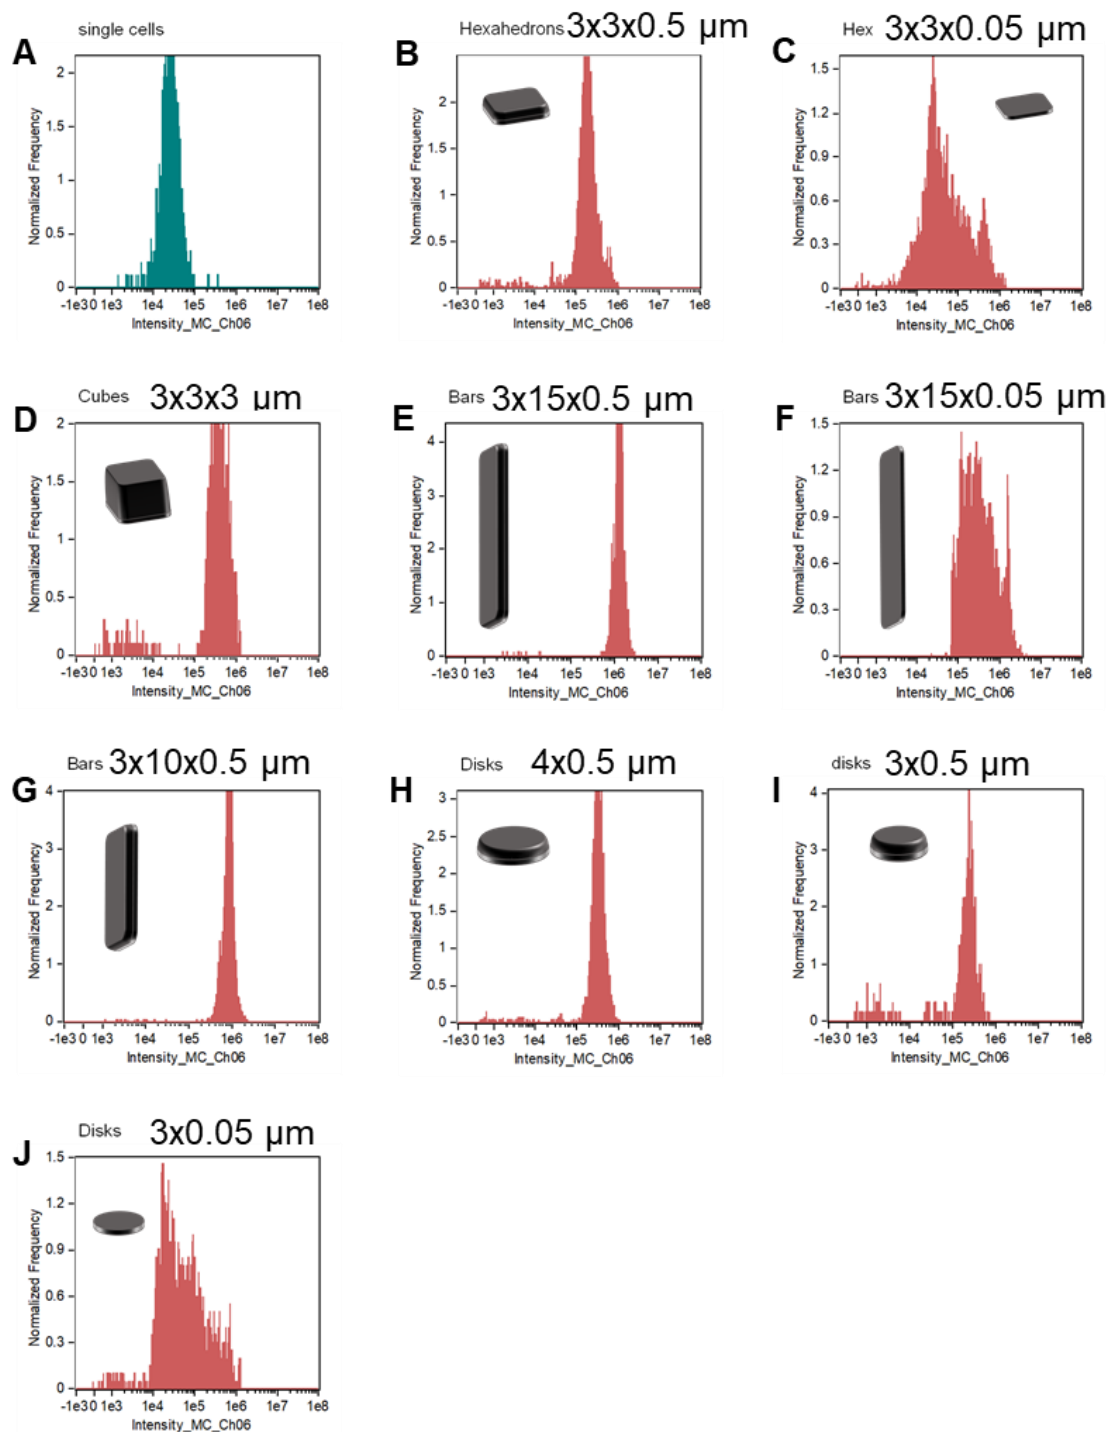 A single cells
2
1.5
1
0.5
0
-1e3 0 1e3 1e4 1e5 1e6 1e7 1e8
Normalized Frequency
Intensity_MC_Ch06
B Hexahedrons 3x3x0.5 µm
2
1.5
1
0.5
0
-1e3 0 1e3 1e4 1e5 1e6 1e7 1e8
Normalized Frequency
Intensity_MC_Ch06
C Hex 3x3x0.05 µm
1.5
1.2
0.9
0.6
0.3
0
-1e3 0 1e3 1e4 1e5 1e6 1e7 1e8
Normalized Frequency
Intensity_MC_Ch06
D Cubes 3x3x3 µm
2
1.5
1
0.5
0
-1e3 0 1e3 1e4 1e5 1e6 1e7 1e8
Normalized Frequency
Intensity_MC_Ch06
E Bars 3x15x0.5 µm
4
3
2
1
0
-1e3 0 1e3 1e4 1e5 1e6 1e7 1e8
Normalized Frequency
Intensity_MC_Ch06
F Bars 3x15x0.05 µm
1.5
1.2
0.9
0.6
0.3
0
-1e3 0 1e3 1e4 1e5 1e6 1e7 1e8
Normalized Frequency
Intensity_MC_Ch06
G Bars 3x10x0.5 µm
4
3
2
1
0
-1e3 0 1e3 1e4 1e5 1e6 1e7 1e8
Normalized Frequency
Intensity_MC_Ch06
H Disks 4x0.5 µm
3
2.5
2
1.5
1
0.5
0
-1e3 0 1e3 1e4 1e5 1e6 1e7 1e8
Normalized Frequency
Intensity_MC_Ch06
I disks 3x0.5 µm
4
3
2
1
0
-1e3 0 1e3 1e4 1e5 1e6 1e7 1e8
Normalized Frequency
Intensity_MC_Ch06
J Disks 3x0.05 µm
1.5
1.2
0.9
0.6
0.3
0
-1e3 0 1e3 1e4 1e5 1e6 1e7 1e8
Normalized Frequency
Intensity_MC_Ch06